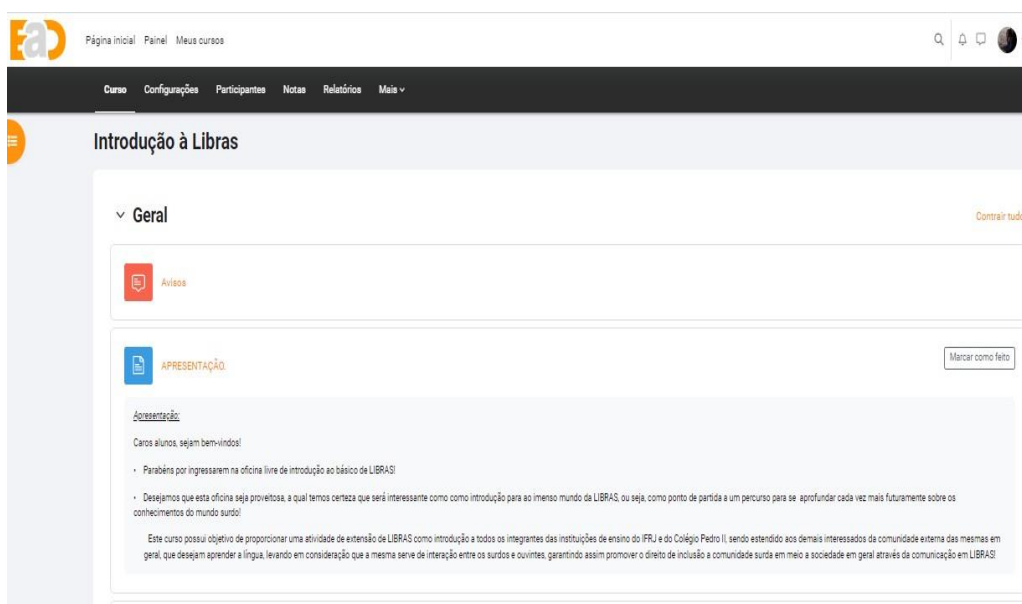 EaD
Página inicial Painel Meus cursos
Curso Configurações Participantes Notas Relatórios Mais
Introdução à Libras
Geral
Contrair tudo
Avisos
APRESENTAÇÃO.
Marcar como feito
Apresentação:
Caros alunos, sejam bem-vindos!
• Parabéns por ingressarem na oficina livre de introdução ao básico de LIBRAS!
• Desejamos que esta oficina seja proveitosa, a qual temos certeza que será interessante como como introdução para ao imenso mundo da LIBRAS, ou seja, como ponto de partida a um percurso para se aprofundar cada vez mais futuramente sobre os
conhecimentos do mundo surdo!
Este curso possui objetivo de proporcionar uma atividade de extensão de LIBRAS como introdução a todos os integrantes das instituições de ensino do IFRJ e do Colégio Pedro II, sendo estendido aos demais interessados da comunidade externa das mesmas em
geral, que desejam aprender a língua, levando em consideração que a mesma serve de interação entre os surdos e ouvintes, garantindo assim promover o direito de inclusão a comunidade surda em meio a sociedade em geral através da comunicação em LIBRAS!